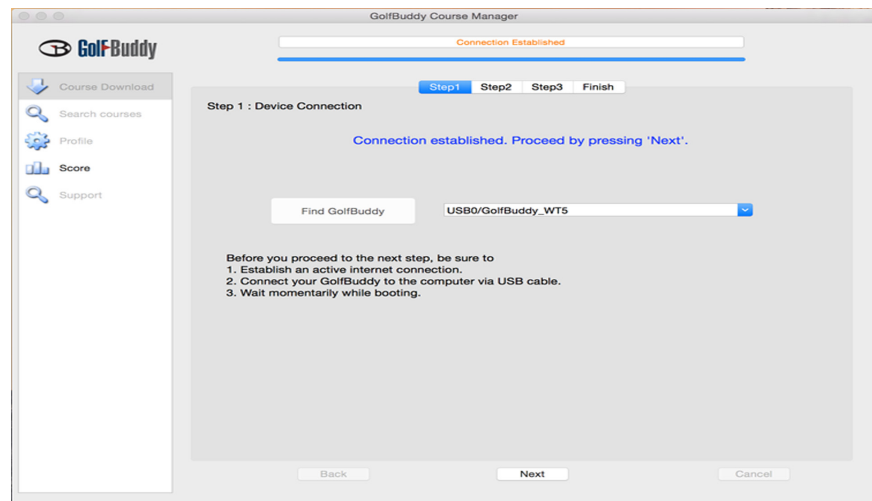 GolfBuddy Course Manager
GolfBuddy
Connection Established
Course Download
Search courses
Profile
Score
Support
Step1 Step2 Step3 Finish
Step 1 : Device Connection
Connection established. Proceed by pressing 'Next'.
Find GolfBuddy USB0/GolfBuddy_WT5
Before you proceed to the next step, be sure to
1. Establish an active internet connection.
2. Connect your GolfBuddy to the computer via USB cable.
3. Wait momentarily while booting.
Back Next Cancel